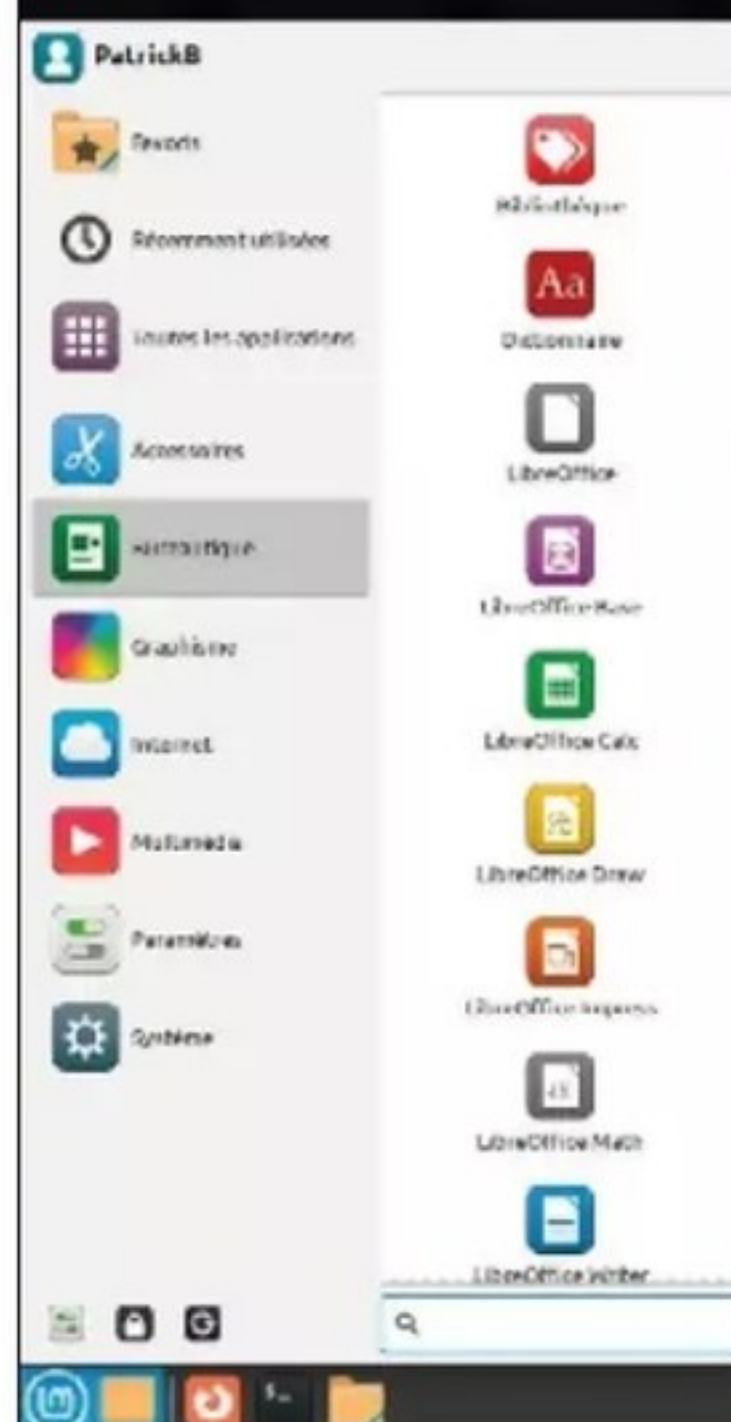 PatrickB
Favoris
Récemment utilisées
Toutes les applications
Accessoires
Bureautique
Graphisme
Internet
Multimédia
Paramètres
Système
Bibliothèque
Aa
Dictionnaire
LibreOffice
LibreOffice Base
LibreOffice Calc
LibreOffice Draw
LibreOffice Impress
LibreOffice Math
LibreOffice Writer